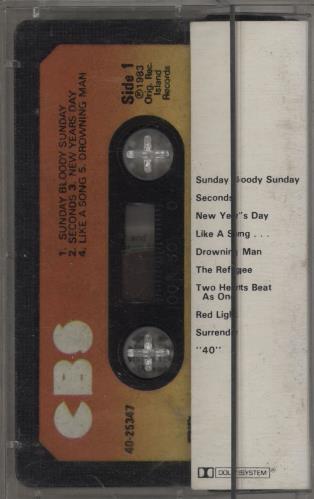 1. SUNDAY BLOODY SUNDAY
2. SECONDS 3. NEW YEARS DAY
4. LIKE A SONG 5. DROWNING MAN
Side 1
℗1983
Orig. Rec.
Island
Records
CBS
40-25347
Sunday Bloody Sunday
Seconds
New Year's Day
Like A Song . . .
Drowning Man
The Refugee
Two Hearts Beat
As One
Red Light
Surrender
"40"
DOLBY SYSTEM